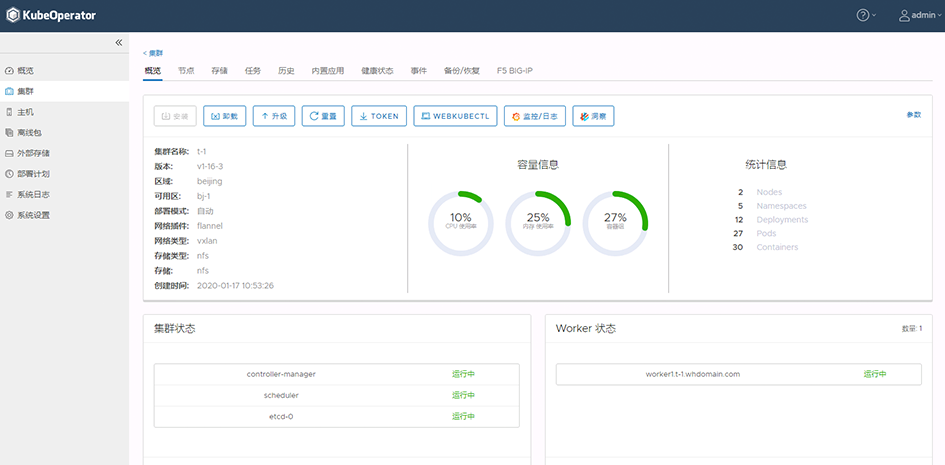 KubeOperator
admin
概览
集群
主机
离线包
外部存储
部署计划
系统日志
系统设置
< 集群
概览 节点 存储 任务 历史 内置应用 健康状态 事件 备份/恢复 F5 BIG-IP
安装 卸载 升级 重置 TOKEN WEBKUBECTL 监控/日志 洞察 参数
集群名称: t-1
版本: v1-16-3
区域: beijing
可用区: bj-1
部署模式: 自动
网络插件: flannel
网络类型: vxlan
存储类型: nfs
存储: nfs
创建时间: 2020-01-17 10:53:26
容量信息
10% 25% 27%
CPU 使用率 内存 使用率 容器组
统计信息
2 Nodes
5 Namespaces
12 Deployments
27 Pods
30 Containers
集群状态
controller-manager 运行中
scheduler 运行中
etcd-0 运行中
Worker 状态 数量: 1
worker1.t-1.whdomain.com 运行中